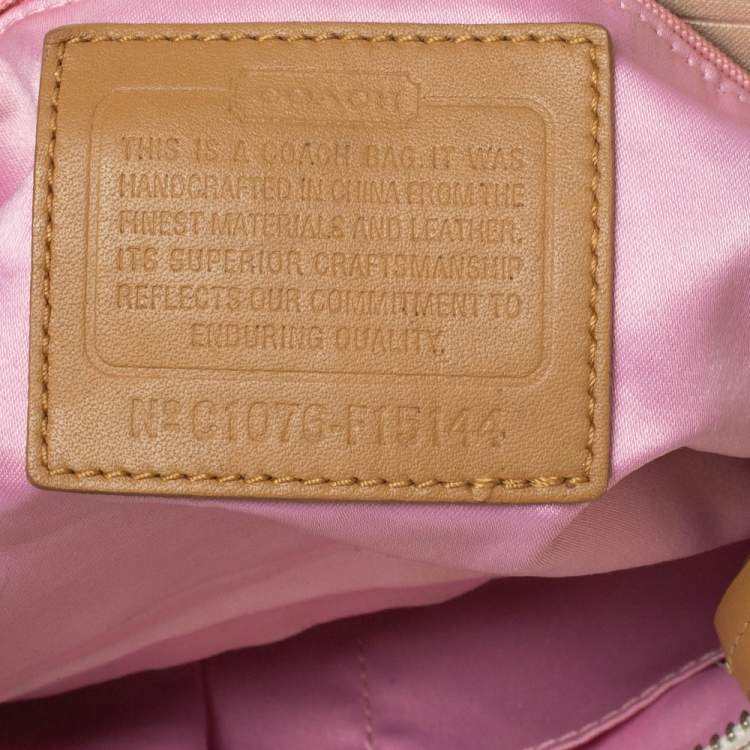 COACH
THIS IS A COACH BAG. IT WAS
HANDCRAFTED IN CHINA FROM THE
FINEST MATERIALS AND LEATHER.
ITS SUPERIOR CRAFTSMANSHIP
REFLECTS OUR COMMITMENT TO
ENDURING QUALITY.
Nº C1076-F15144